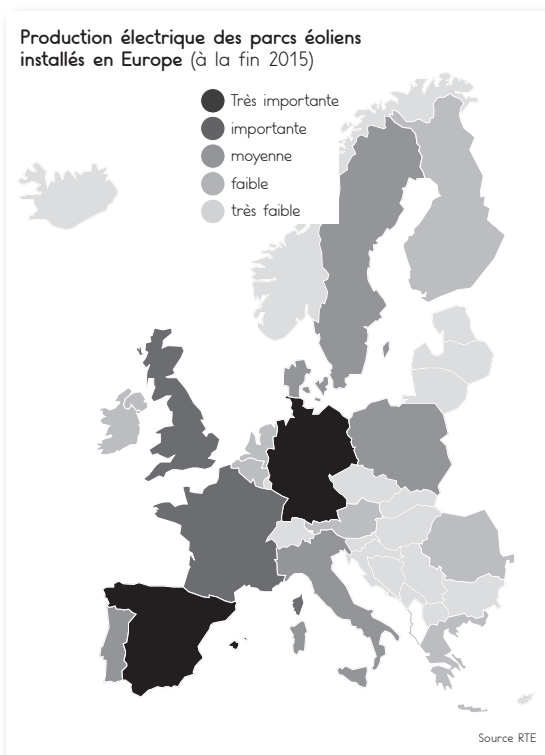 Production électrique des parcs éoliens
installés en Europe (à la fin 2015)
Très importante
importante
moyenne
faible
très faible
Source RTE